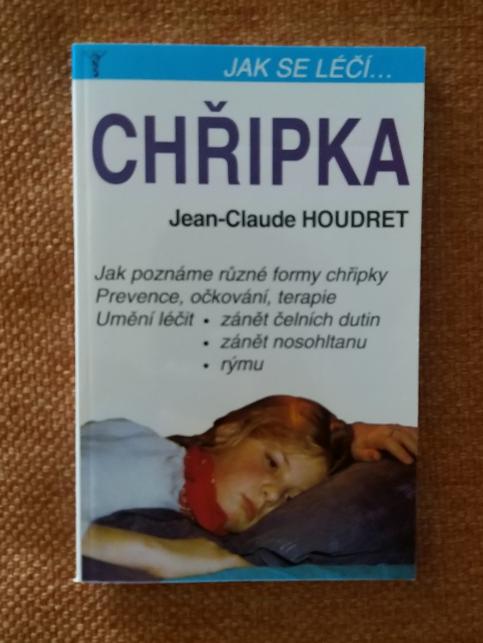 JAK SE LÉČÍ...
CHŘIPKA
Jean-Claude HOUDRET
Jak poznáme různé formy chřipky
Prevence, očkování, terapie
Umění léčit • zánět čelních dutin
• zánět nosohltanu
• rýmu